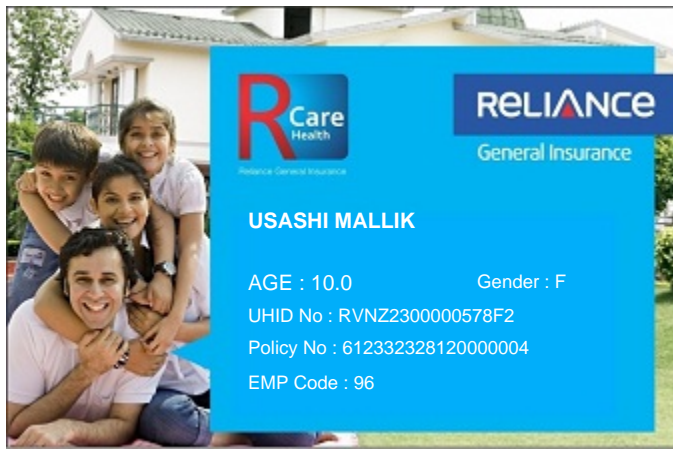 R Care
Health
Reliance General Insurance
RELIANCE
General Insurance
USASHI MALLIK
AGE : 10.0 Gender : F
UHID No : RVNZ2300000578F2
Policy No : 612332328120000004
EMP Code : 96